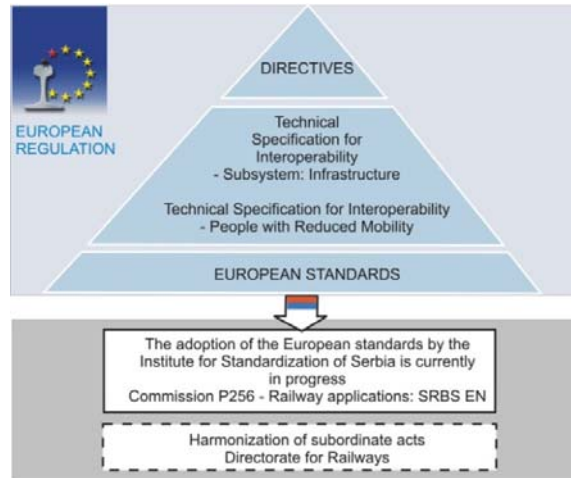 DIRECTIVES
EUROPEAN
REGULATION
Technical
Specification for
Interoperability
- Subsystem: Infrastructure
Technical Specification for Interoperability
- People with Reduced Mobility
EUROPEAN STANDARDS
The adoption of the European standards by the
Institute for Standardization of Serbia is currently
in progress
Commission P256 - Railway applications: SRBS EN
Harmonization of subordinate acts
Directorate for Railways